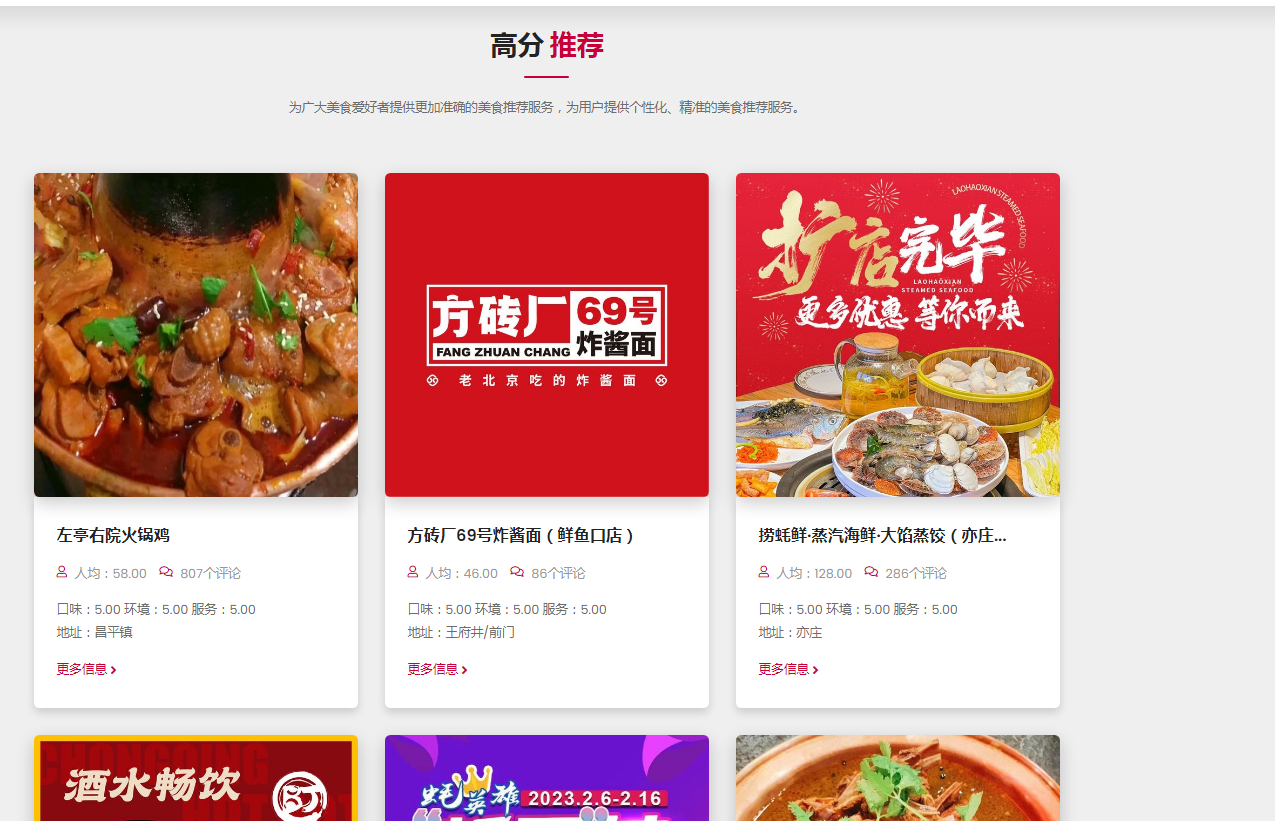 高分 推荐
为广大美食爱好者提供更加准确的美食推荐服务，为用户提供个性化、精准的美食推荐服务。
方砖厂 69号
FANG ZHUAN CHANG 炸酱面
老北京吃的炸酱面
LAOHAOXIAN STEAMED SEAFOOD
扩店完毕
LAOHAOXIAN
STEAMED SEAFOOD
更多优惠 等你而来
左亭右院火锅鸡
人均：58.00 807个评论
口味：5.00 环境：5.00 服务：5.00
地址：昌平镇
更多信息
方砖厂69号炸酱面（鲜鱼口店）
人均：46.00 86个评论
口味：5.00 环境：5.00 服务：5.00
地址：王府井/前门
更多信息
捞蚝鲜·蒸汽海鲜·大馅蒸饺（亦庄...
人均：128.00 286个评论
口味：5.00 环境：5.00 服务：5.00
地址：亦庄
更多信息
CHONGQING
酒水畅饮
蚝英雄 2023.2.6-2.16